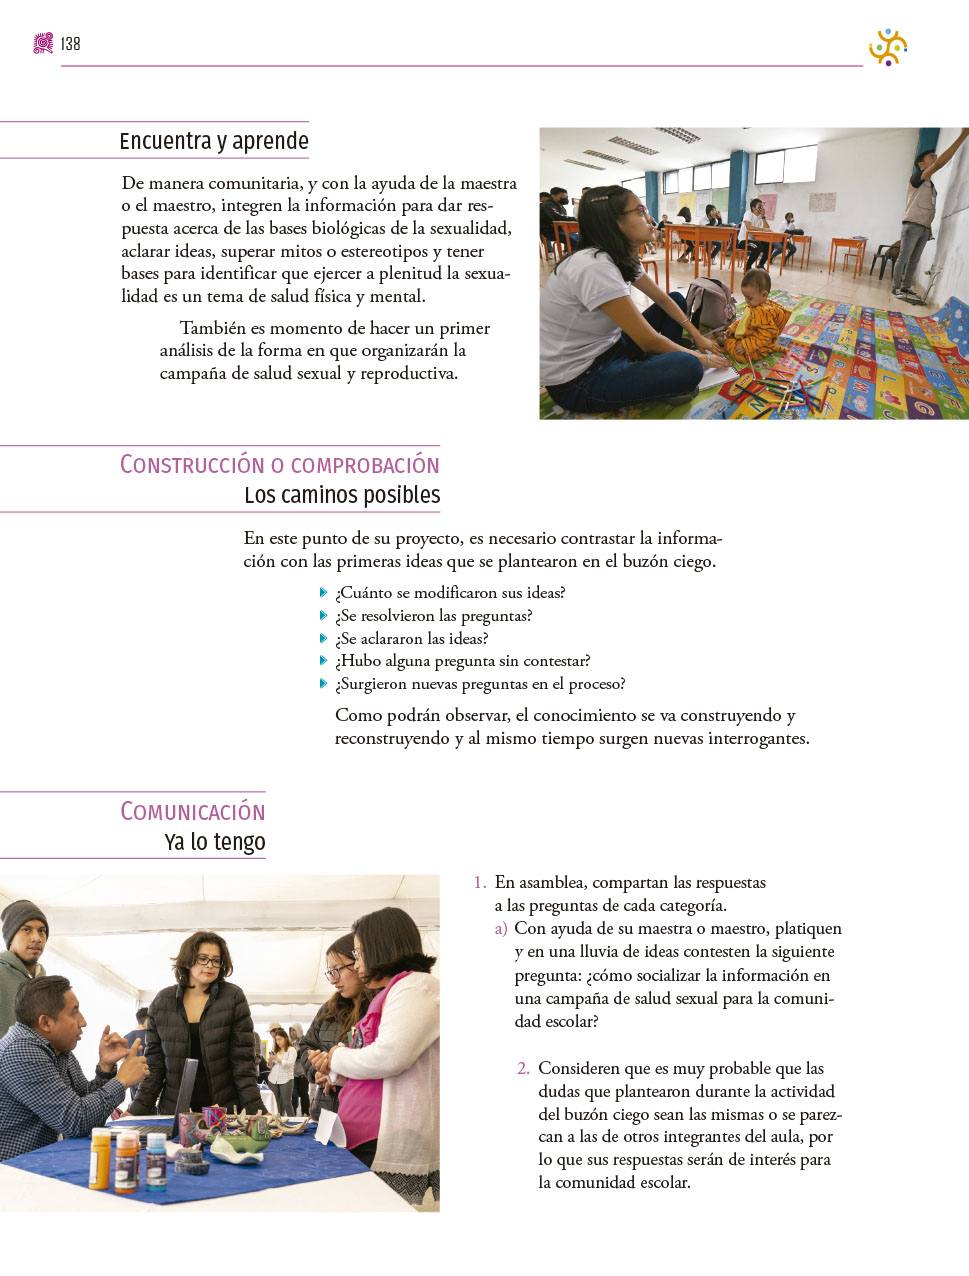 138
Encuentra y aprende
De manera comunitaria, y con la ayuda de la maestra
o el maestro, integren la información para dar res-
puesta acerca de las bases biológicas de la sexualidad,
aclarar ideas, superar mitos o estereotipos y tener
bases para identificar que ejercer a plenitud la sexua-
lidad es un tema de salud física y mental.
También es momento de hacer un primer
análisis de la forma en que organizarán la
campaña de salud sexual y reproductiva.
Construcción o comprobación
Los caminos posibles
En este punto de su proyecto, es necesario contrastar la informa-
ción con las primeras ideas que se plantearon en el buzón ciego.
¿Cuánto se modificaron sus ideas?
¿Se resolvieron las preguntas?
¿Se aclararon las ideas?
¿Hubo alguna pregunta sin contestar?
¿Surgieron nuevas preguntas en el proceso?
Como podrán observar, el conocimiento se va construyendo y
reconstruyendo y al mismo tiempo surgen nuevas interrogantes.
Comunicación
Ya lo tengo
1. En asamblea, compartan las respuestas
a las preguntas de cada categoría.
a) Con ayuda de su maestra o maestro, platiquen
y en una lluvia de ideas contesten la siguiente
pregunta: ¿cómo socializar la información en
una campaña de salud sexual para la comuni-
dad escolar?
2. Consideren que es muy probable que las
dudas que plantearon durante la actividad
del buzón ciego sean las mismas o se parez-
can a las de otros integrantes del aula, por
lo que sus respuestas serán de interés para
la comunidad escolar.